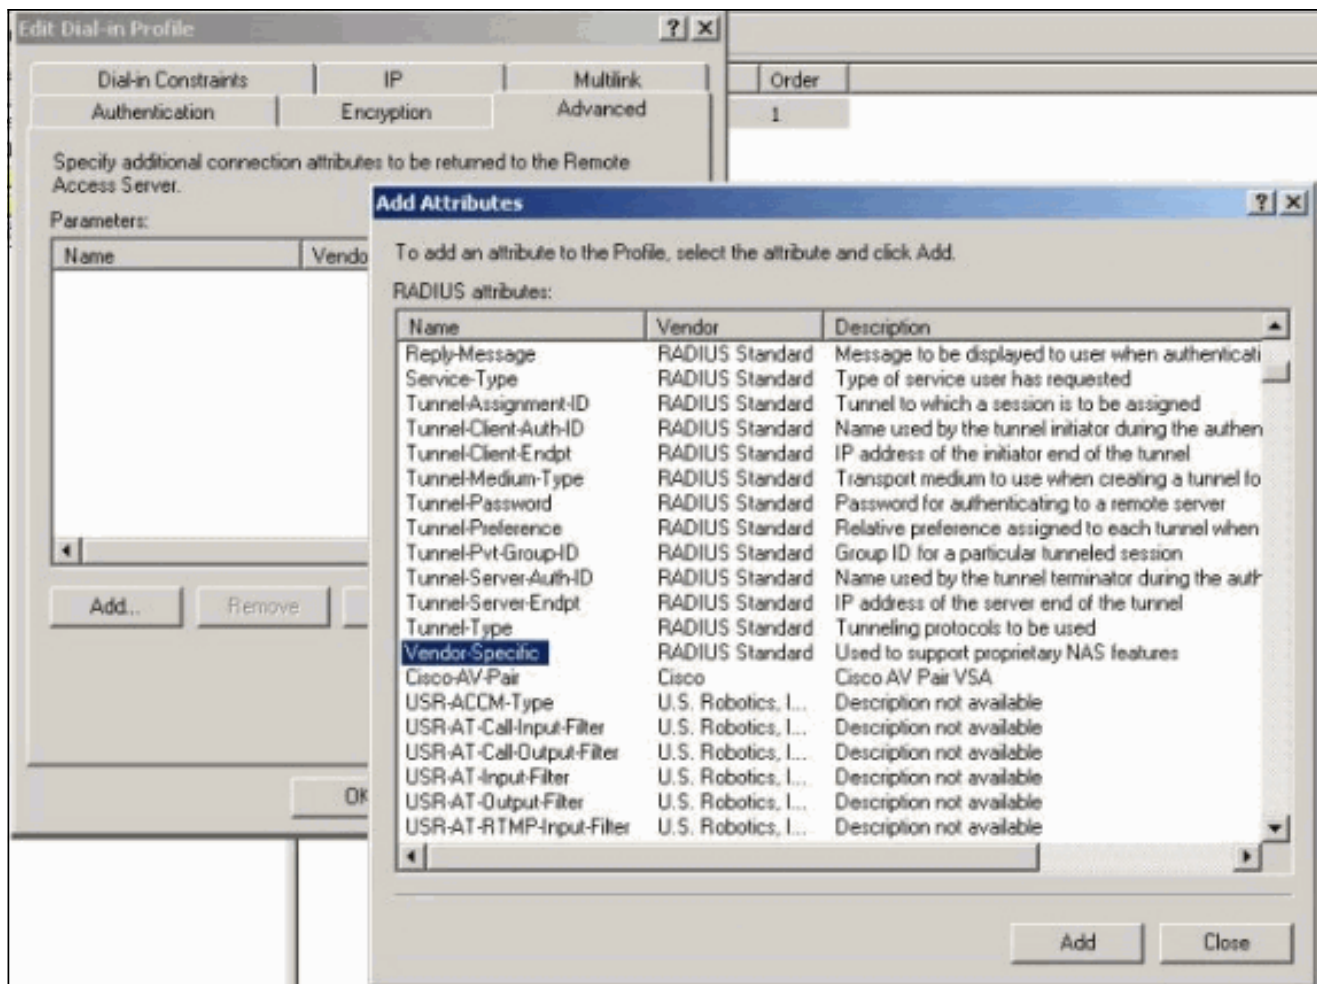 Edit Dial-in Profile
Dial-in Constraints IP Multilink
Authentication Encryption Advanced
Specify additional connection attributes to be returned to the Remote
Access Server.
Parameters:
Name Vendo
Add... Remove
OK
Order
1
Add Attributes
To add an attribute to the Profile, select the attribute and click Add.
RADIUS attributes:
Name Vendor Description
Reply-Message RADIUS Standard Message to be displayed to user when authenticati
Service-Type RADIUS Standard Type of service user has requested
Tunnel-Assignment-ID RADIUS Standard Tunnel to which a session is to be assigned
Tunnel-Client-Auth-ID RADIUS Standard Name used by the tunnel initiator during the authen
Tunnel-Client-Endpt RADIUS Standard IP address of the initiator end of the tunnel
Tunnel-Medium-Type RADIUS Standard Transport medium to use when creating a tunnel fo
Tunnel-Password RADIUS Standard Password for authenticating to a remote server
Tunnel-Preference RADIUS Standard Relative preference assigned to each tunnel when
Tunnel-Pvt-Group-ID RADIUS Standard Group ID for a particular tunneled session
Tunnel-Server-Auth-ID RADIUS Standard Name used by the tunnel terminator during the auth
Tunnel-Server-Endpt RADIUS Standard IP address of the server end of the tunnel
Tunnel-Type RADIUS Standard Tunneling protocols to be used
Vendor-Specific RADIUS Standard Used to support proprietary NAS features
Cisco-AV-Pair Cisco Cisco AV Pair VSA
USR-ACCM-Type U.S. Robotics, I... Description not available
USR-AT-Call-Input-Filter U.S. Robotics, I... Description not available
USR-AT-Call-Output-Filter U.S. Robotics, I... Description not available
USR-AT-Input-Filter U.S. Robotics, I... Description not available
USR-AT-Output-Filter U.S. Robotics, I... Description not available
USR-AT-RTMP-Input-Filter U.S. Robotics, I... Description not available
Add Close